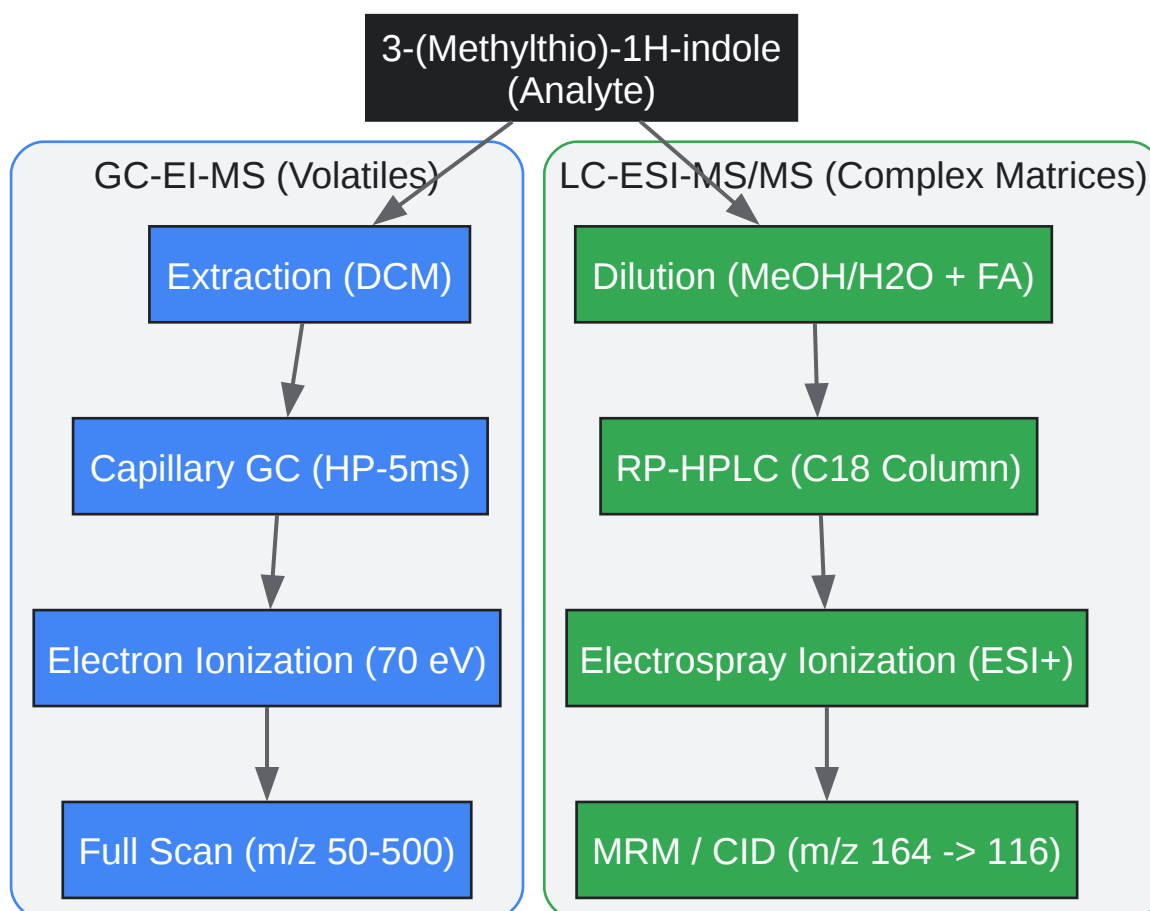 3-(Methylthio)-1H-indole
(Analyte)
GC-EI-MS (Volatiles)
Extraction (DCM)
Capillary GC (HP-5ms)
Electron Ionization (70 eV)
Full Scan (m/z 50-500)
LC-ESI-MS/MS (Complex Matrices)
Dilution (MeOH/H2O + FA)
RP-HPLC (C18 Column)
Electrospray Ionization (ESI+)
MRM / CID (m/z 164 -> 116)